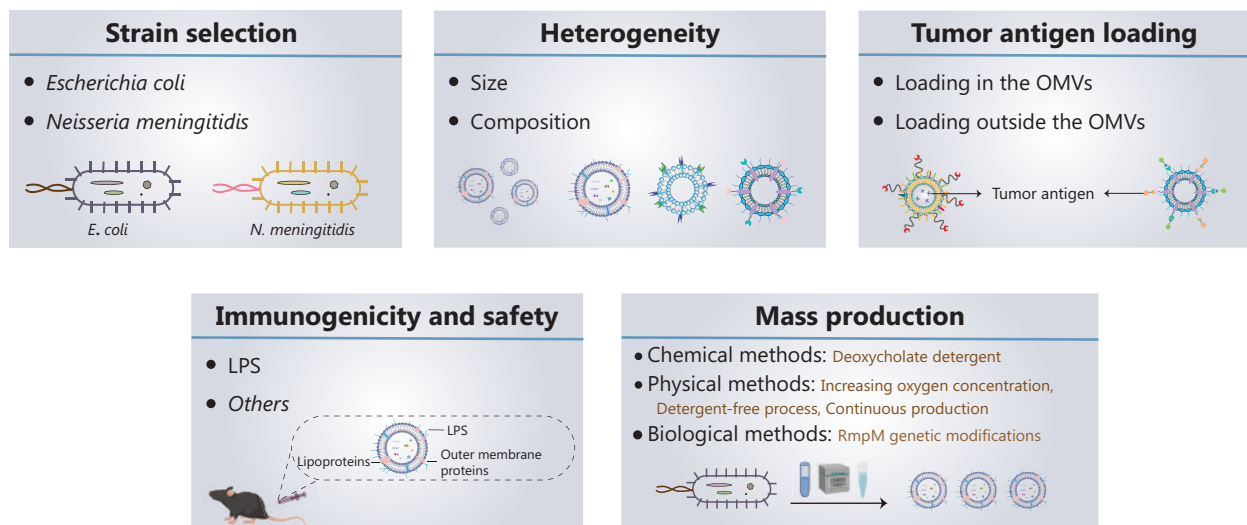 Strain selection
• Escherichia coli
• Neisseria meningitidis
E. coli
N. meningitidis
Heterogeneity
• Size
• Composition
Tumor antigen loading
• Loading in the OMVs
• Loading outside the OMVs
Tumor antigen
Immunogenicity and safety
• LPS
• Others
LPS
Lipoproteins
Outer membrane
proteins
Mass production
• Chemical methods: Deoxycholate detergent
• Physical methods: Increasing oxygen concentration,
Detergent-free process, Continuous production
• Biological methods: RmpM genetic modifications